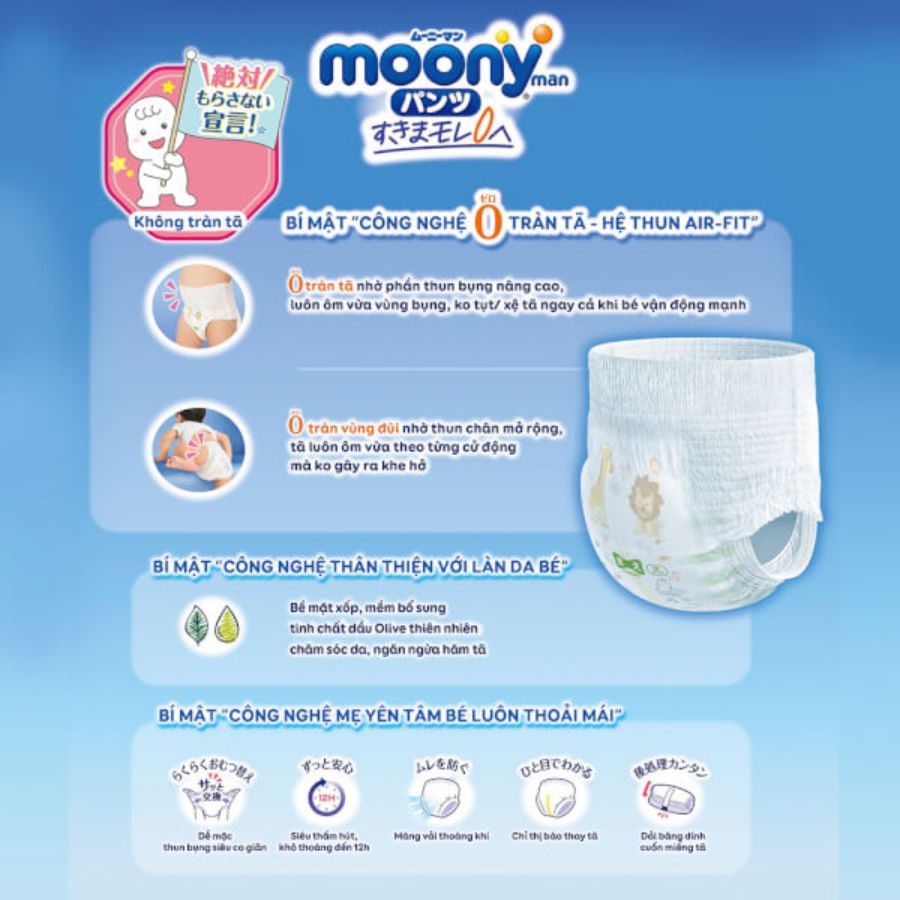 ムーニーマン
moony man
パンツ
すきまモレ0へ
絶対
もらさない
宣言!
Không tràn tã
BÍ MẬT "CÔNG NGHỆ 0 TRÀN TÃ - HỆ THUN AIR-FIT"
ゼロ
0 tràn tã nhờ phần thun bụng nâng cao,
luôn ôm vừa vùng bụng, ko tụt/ xệ tã ngay cả khi bé vận động mạnh
0 tràn vùng đùi nhờ thun chân mở rộng,
tã luôn ôm vừa theo từng cử động
mà ko gây ra khe hở
BÍ MẬT "CÔNG NGHỆ THÂN THIỆN VỚI LÀN DA BÉ"
Bề mặt xốp, mềm bổ sung
tinh chất dầu Olive thiên nhiên
chăm sóc da, ngăn ngừa hăm tã
BÍ MẬT "CÔNG NGHỆ MẸ YÊN TÂM BÉ LUÔN THOẢI MÁI"
らくらくおむつ替え
サッと
交換
Dễ mặc
thun bụng siêu co giãn
ずっと安心
12H
Siêu thấm hút,
khô thoáng đến 12h
ムレを防ぐ
Màng vải thoáng khí
ひと目でわかる
Chỉ thị báo thay tã
後処理カンタン
Dải băng dính
cuốn miếng tã